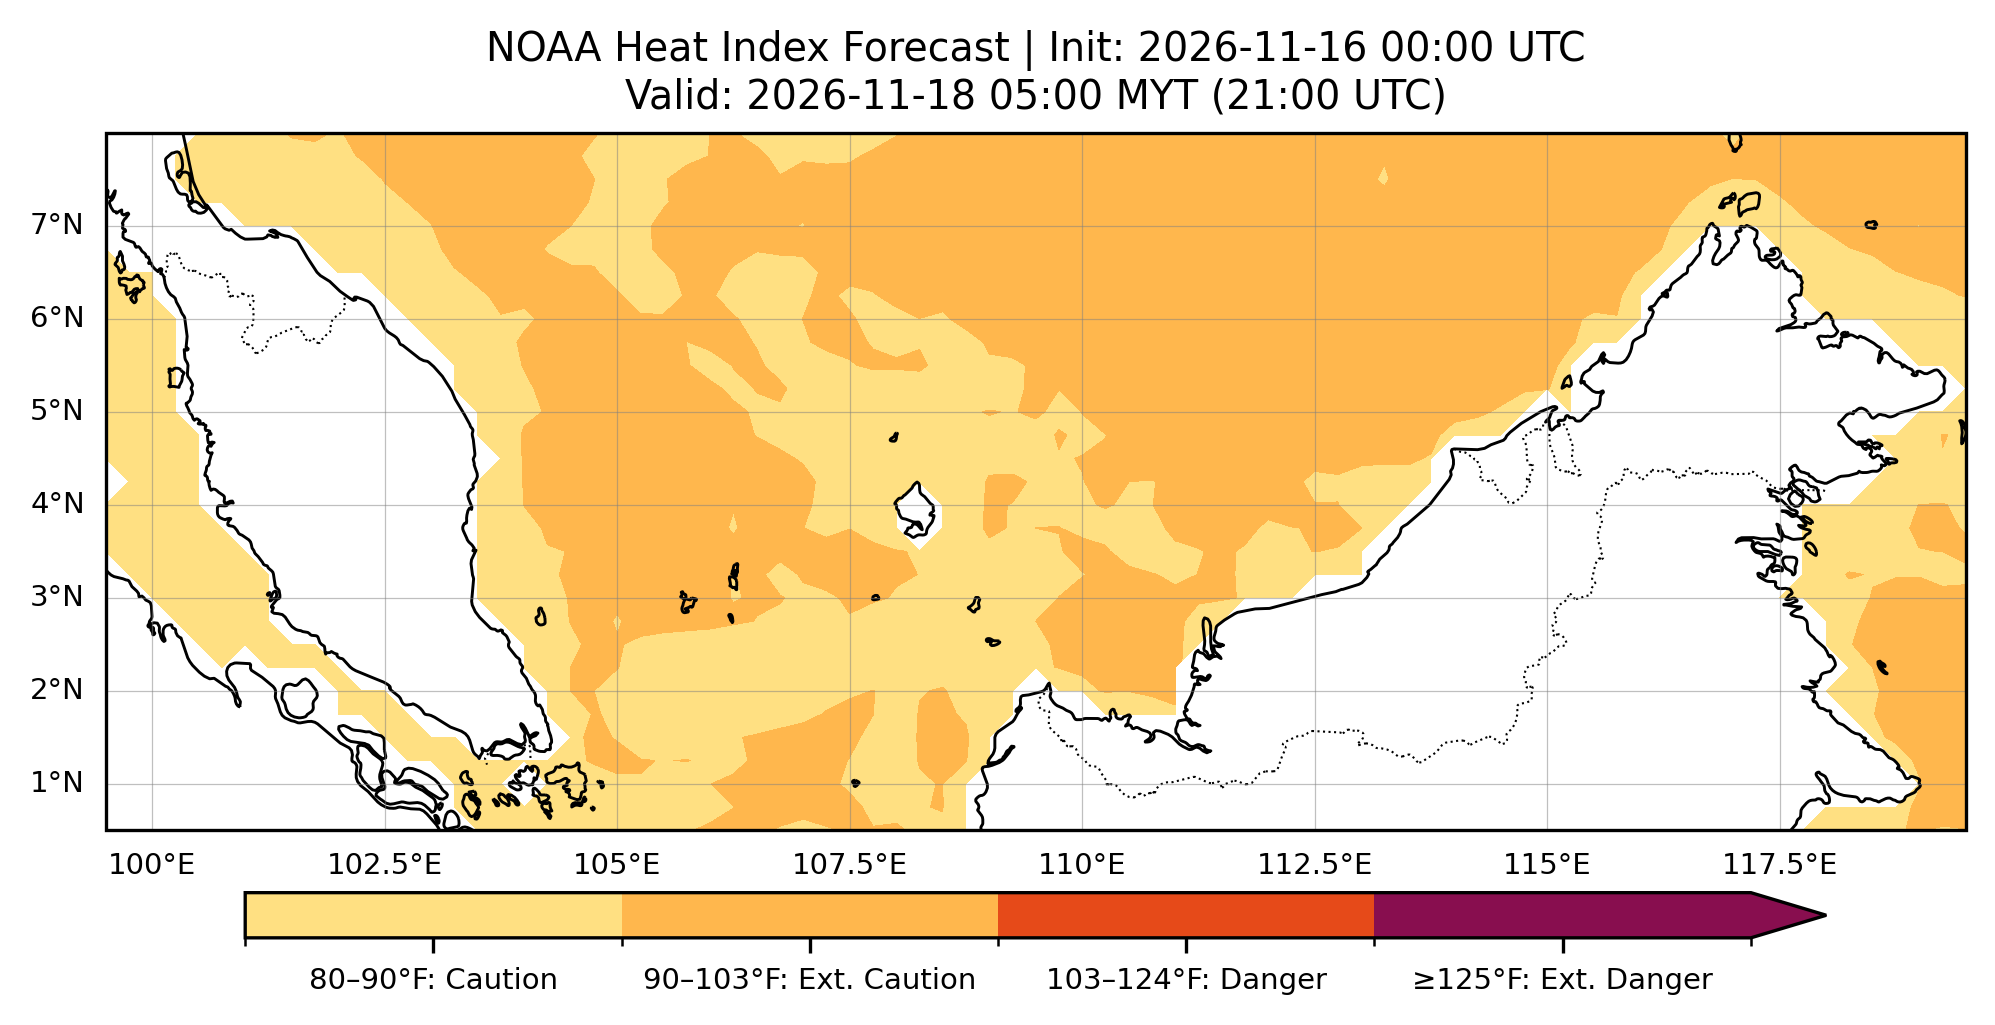 NOAA Heat Index Forecast | Init: 2026-11-16 00:00 UTC
Valid: 2026-11-18 05:00 MYT (21:00 UTC)
7°N
6°N
5°N
4°N
3°N
2°N
1°N
100°E
102.5°E
105°E
107.5°E
110°E
112.5°E
115°E
117.5°E
80–90°F: Caution
90–103°F: Ext. Caution
103–124°F: Danger
≥125°F: Ext. Danger